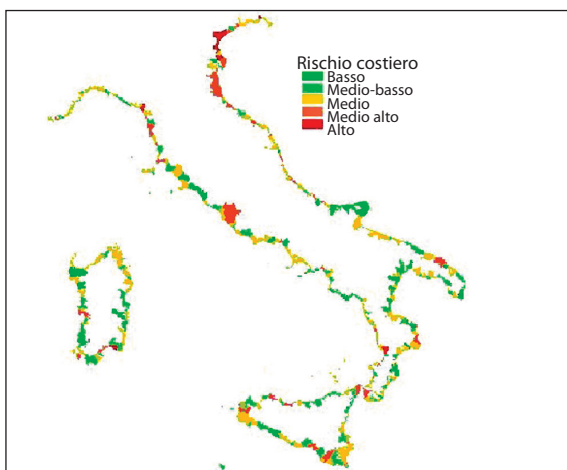 Rischio costiero
Basso
Medio-basso
Medio
Medio alto
Alto